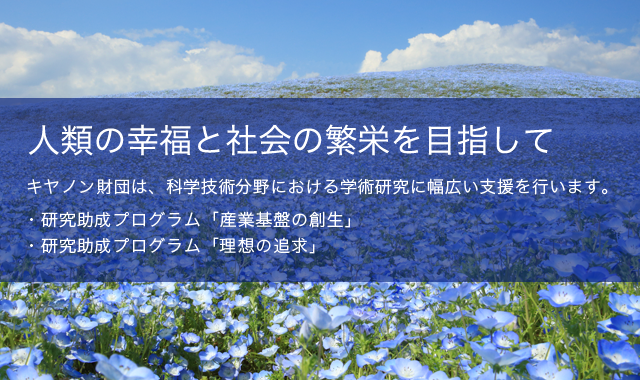 人類の幸福と社会の繁栄を目指して
キヤノン財団は、科学技術分野における学術研究に幅広い支援を行います。
・研究助成プログラム「産業基盤の創生」
・研究助成プログラム「理想の追求」